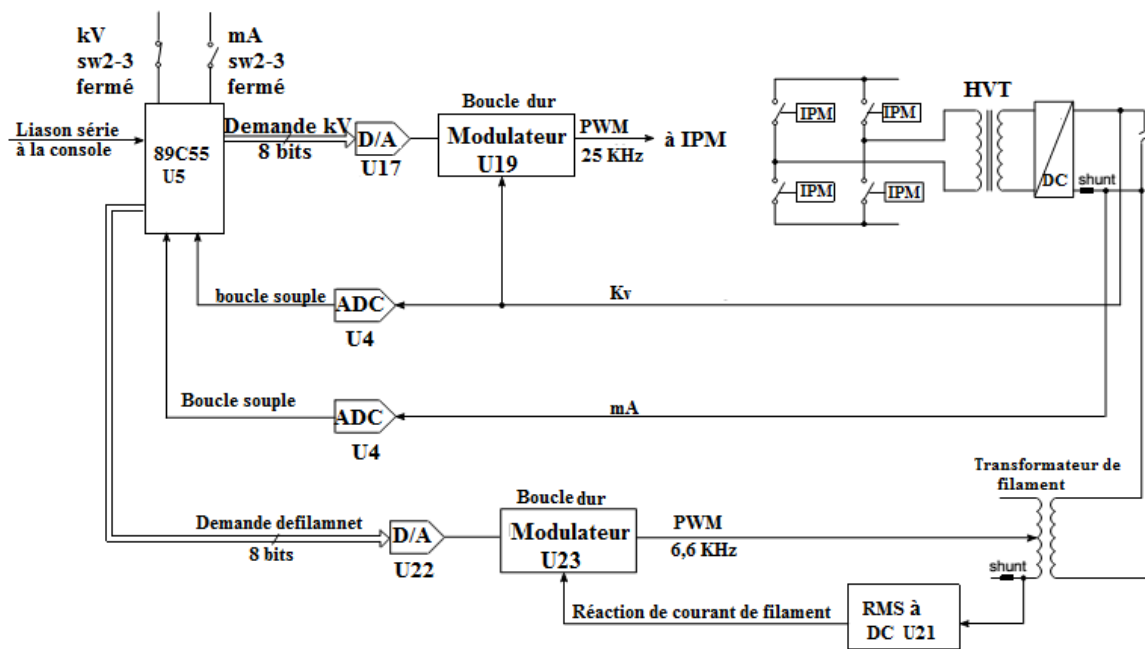 kV
sw2-3
fermé
mA
sw2-3
fermé
Liason série
à la console
89C55
U5
Demande kV
8 bits
D/A
U17
Boucle dur
Modulateur
U19
PWM
25 KHz
à IPM
IPM
IPM
IPM
IPM
HVT
DC
shunt
boucle souple
ADC
U4
Kv
Boucle souple
ADC
U4
mA
Transformateur de
filament
Demande defilamnet
8 bits
D/A
U22
Boucle dur
Modulateur
U23
PWM
6,6 KHz
shunt
Réaction de courant de filament
RMS à
DC U21